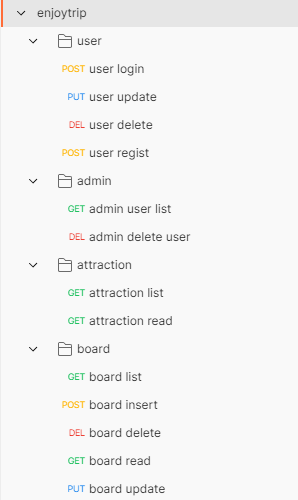 enjoytrip
user
POST user login
PUT user update
DEL user delete
POST user regist
admin
GET admin user list
DEL admin delete user
attraction
GET attraction list
GET attraction read
board
GET board list
POST board insert
DEL board delete
GET board read
PUT board update